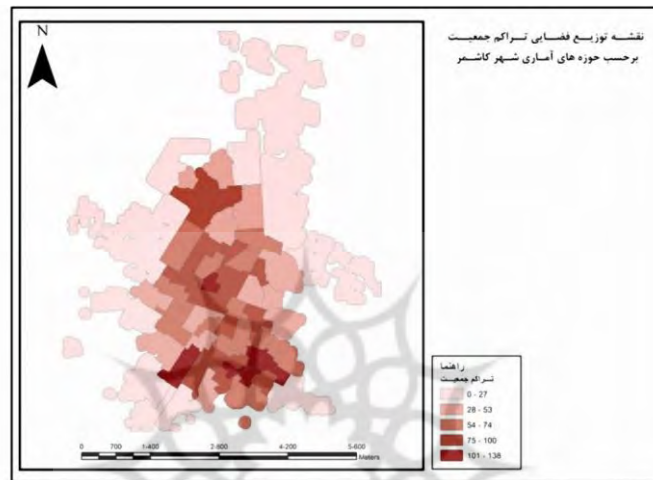 نقشه توزیع فضایی تراکم جمعیت
برحسب حوزه های آماری شهر کاشمر
N
راهنما
تراکم جمعیت
0 - 27
28 - 53
54 - 74
75 - 100
101 - 138
0 700 1·400 2·800 4·200 5·600
Meters